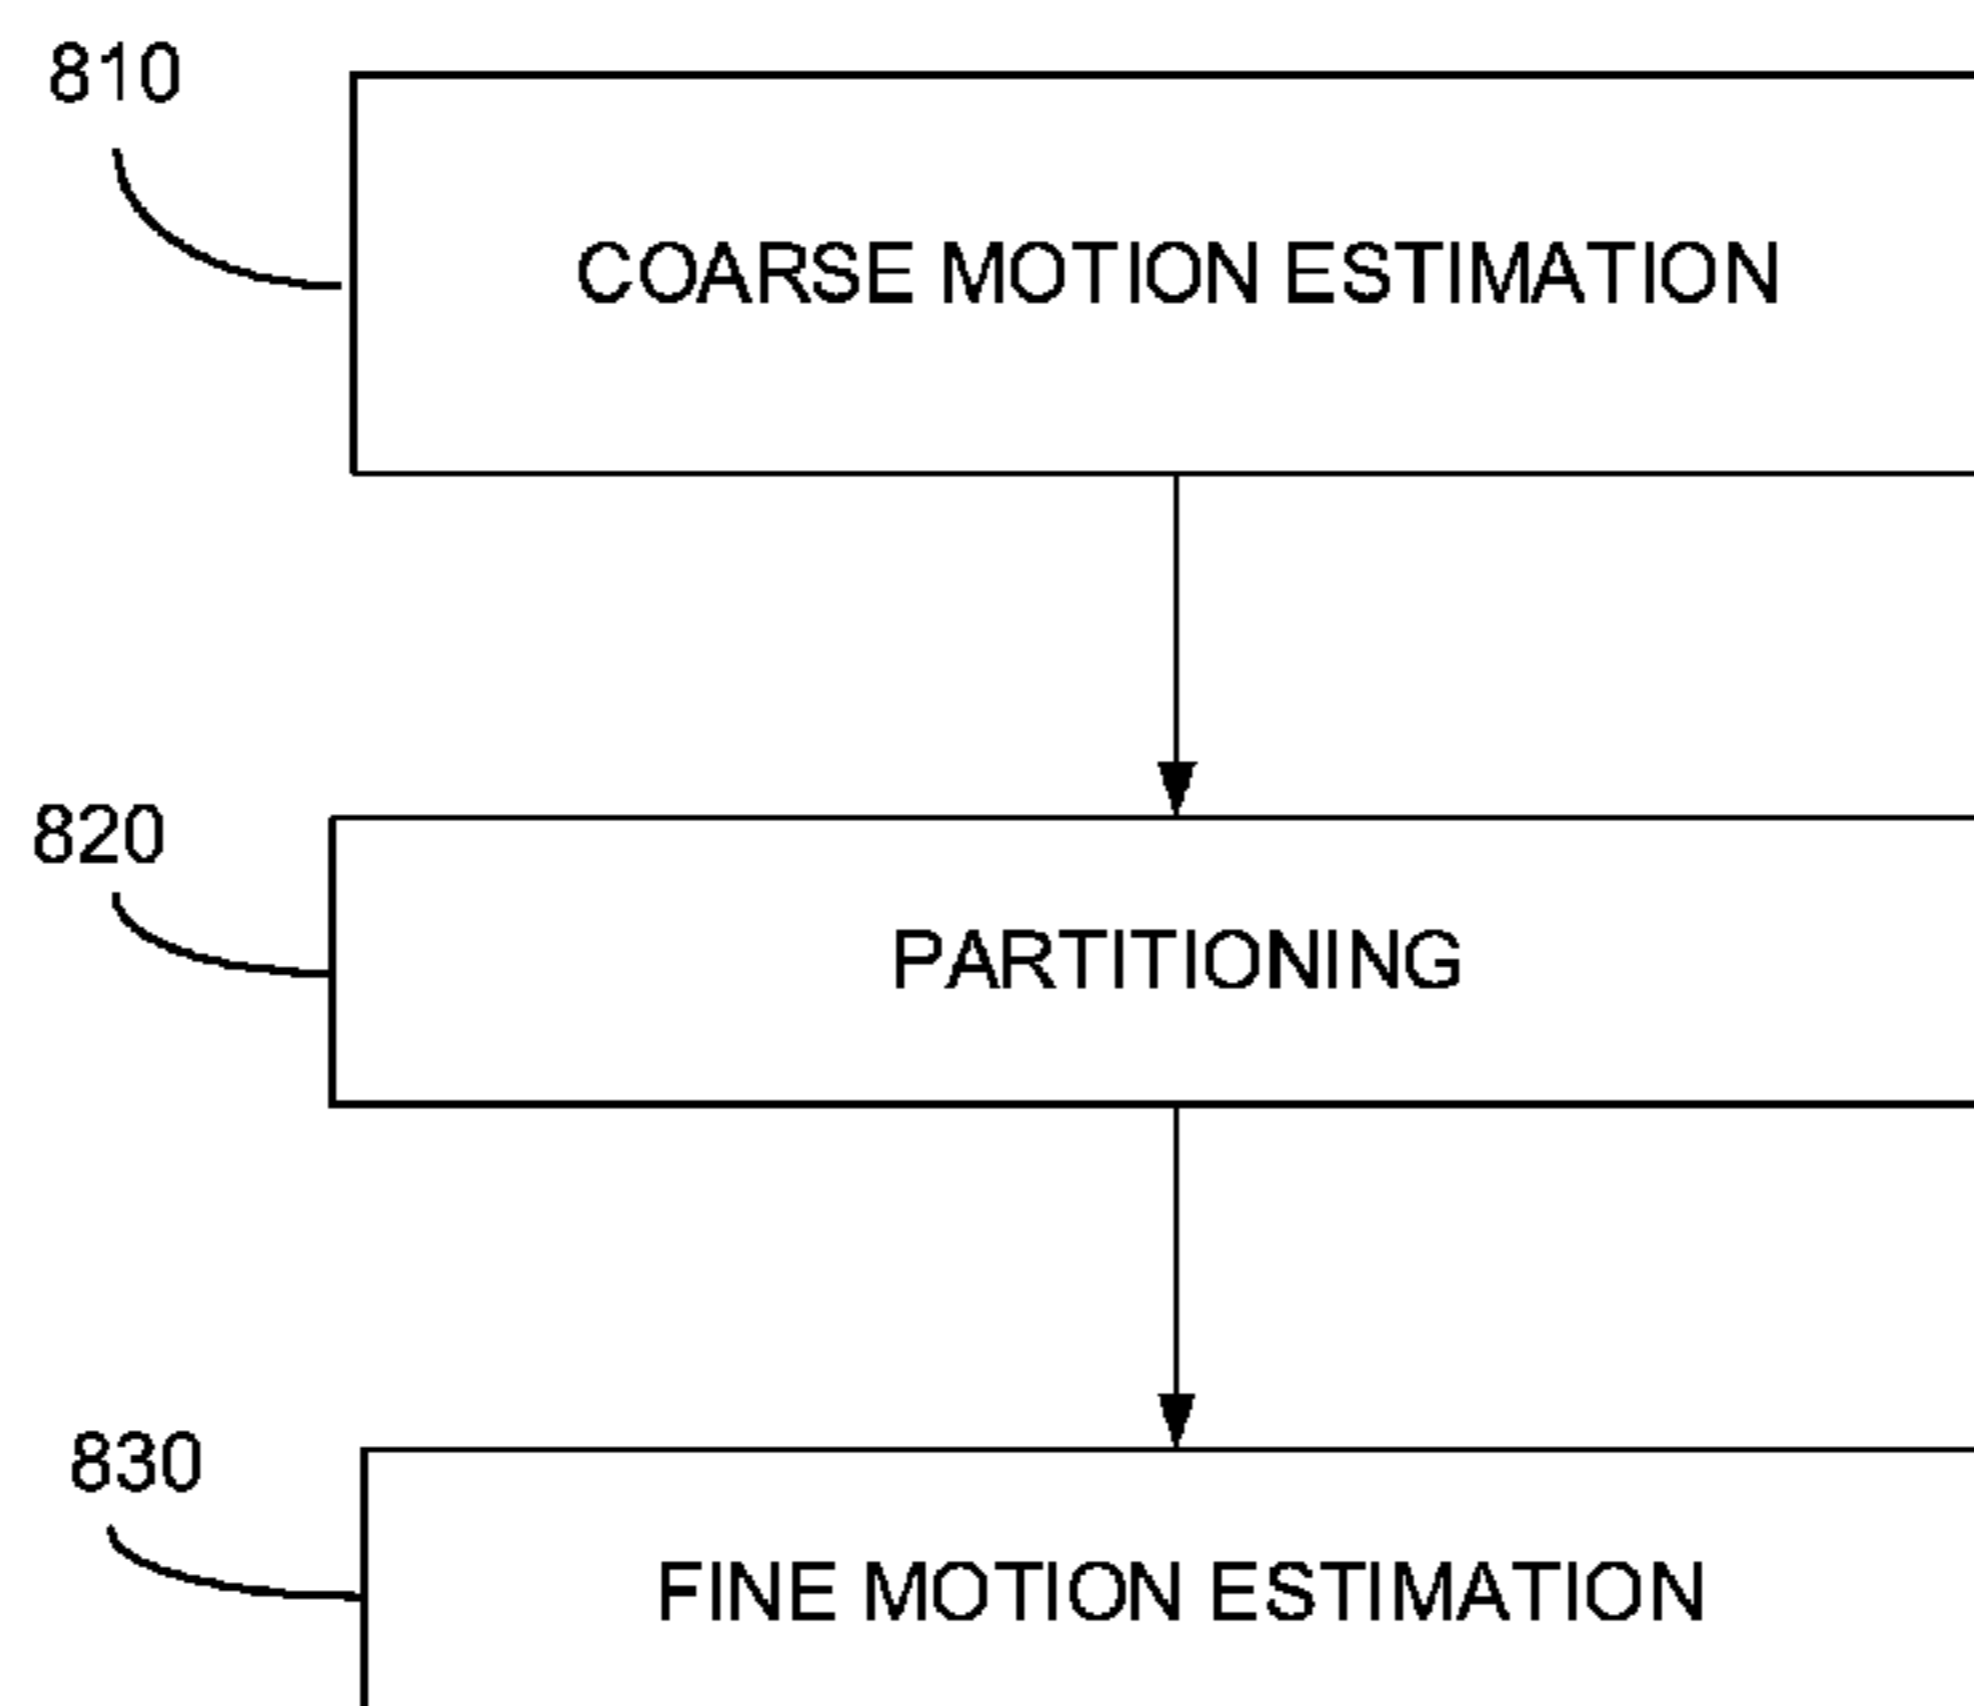 810
COARSE MOTION ESTIMATION
820
PARTITIONING
830
FINE MOTION ESTIMATION